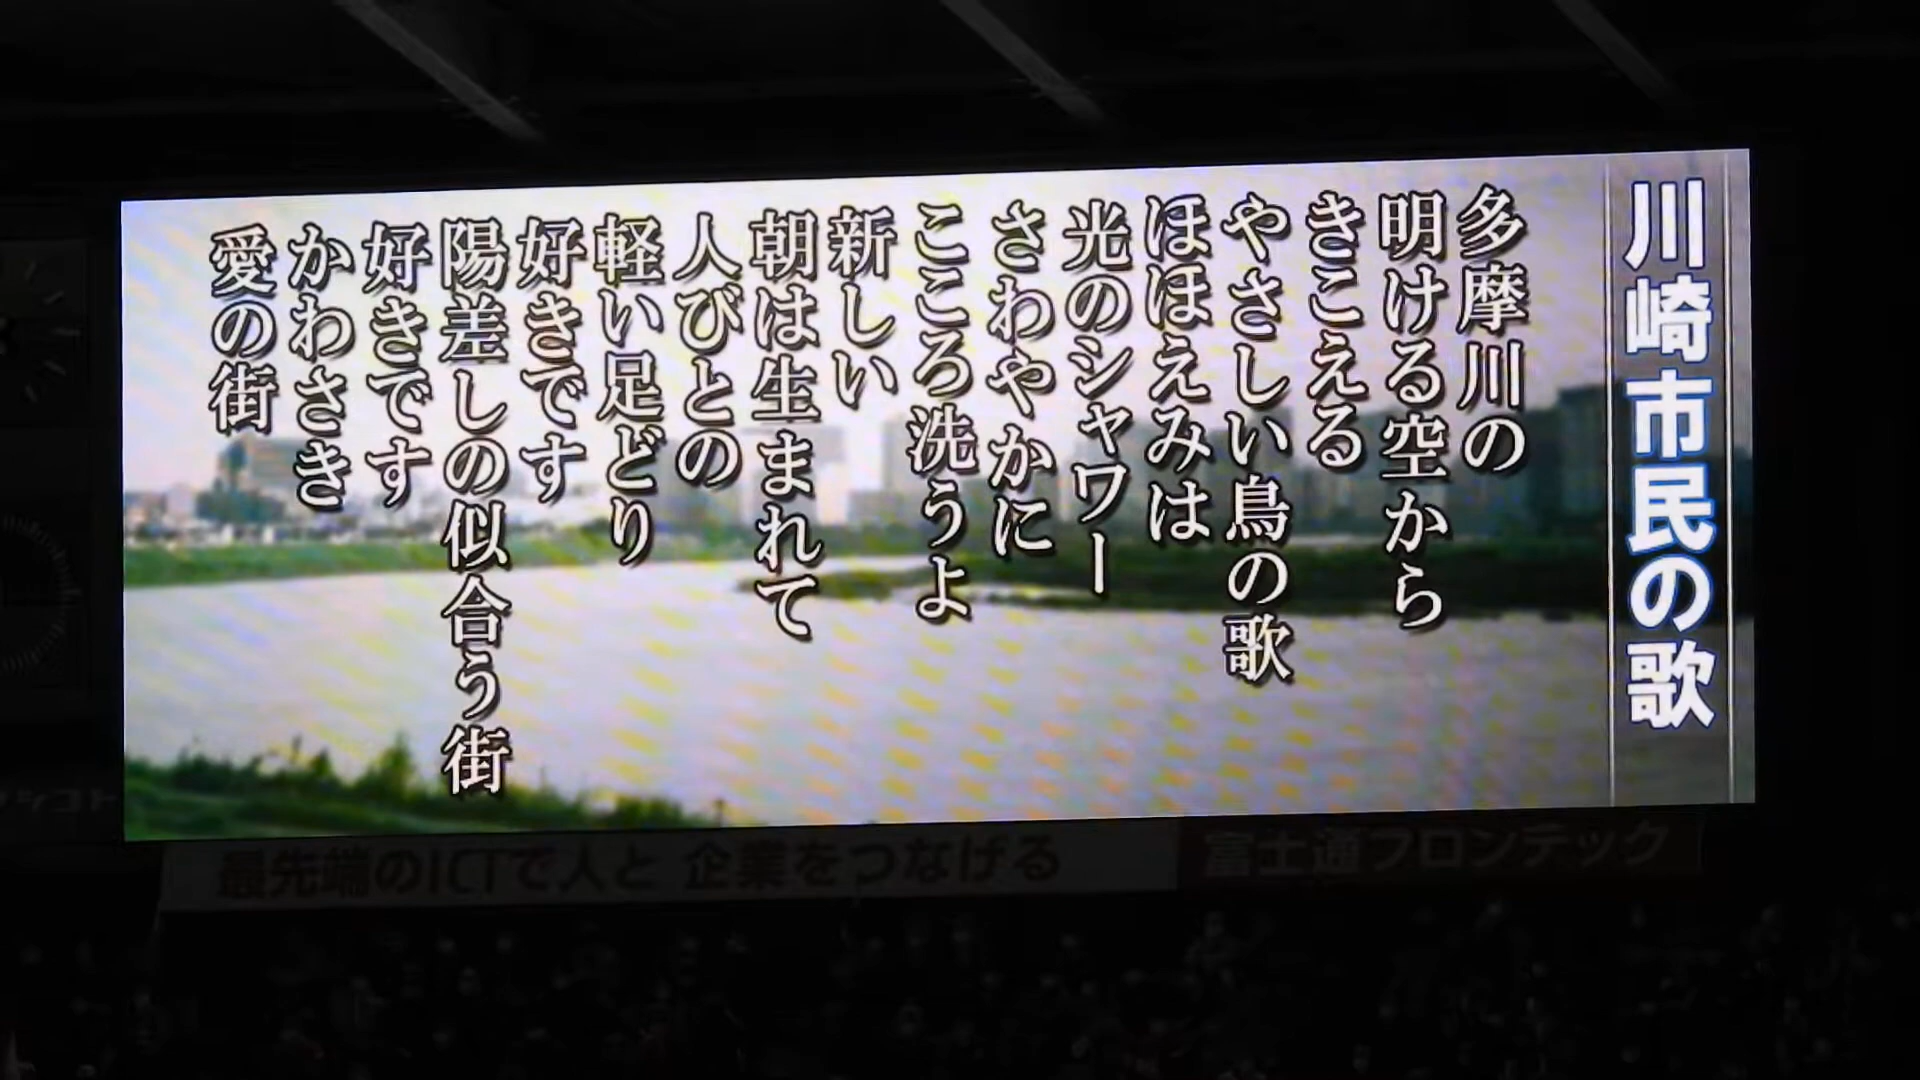 川崎市民の歌
多摩川の
明ける空から
きこえる
やさしい鳥の歌
ほほえみは
光のシャワー
さわやかに
こころ洗うよ
新しい
朝は生まれて
人びとの
軽い足どり
好きです
陽差しの似合う街
好きです
かわさき
愛の街
最先端のICTで人と 企業をつなげる
富士通フロンテック